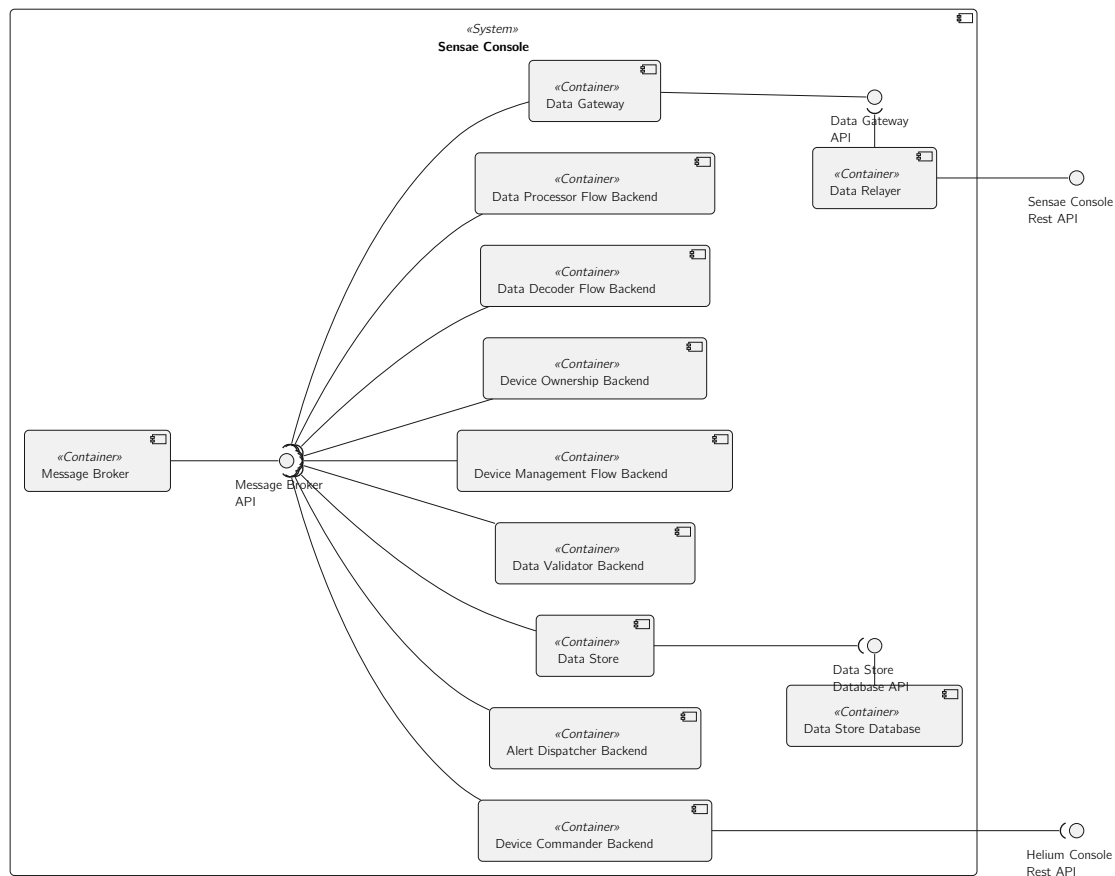 «System»
Sensae Console
«Container»
Data Gateway
Data Gateway
API
«Container»
Data Processor Flow Backend
«Container»
Data Relayer
Sensae Console
Rest API
«Container»
Data Decoder Flow Backend
«Container»
Device Ownership Backend
«Container»
Message Broker
Message Broker
API
«Container»
Device Management Flow Backend
«Container»
Data Validator Backend
«Container»
Data Store
Data Store
Database API
«Container»
Data Store Database
«Container»
Alert Dispatcher Backend
«Container»
Device Commander Backend
Helium Console
Rest API